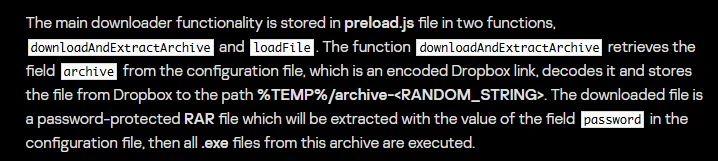 The main downloader functionality is stored in preload.js file in two functions,
downloadAndExtractArchive and loadFile. The function downloadAndExtractArchive retrieves the
field archive from the configuration file, which is an encoded Dropbox link, decodes it and stores
the file from Dropbox to the path %TEMP%/archive-<RANDOM_STRING>. The downloaded file is
a password-protected RAR file which will be extracted with the value of the field password in the
configuration file, then all .exe files from this archive are executed.